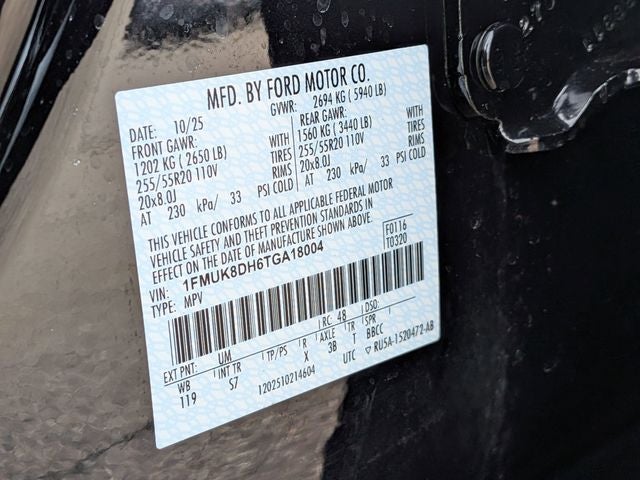 MFD. BY FORD MOTOR CO.
DATE: 10/25 GVWR: 2694 KG ( 5940 LB)
FRONT GAWR: REAR GAWR:
1202 KG ( 2650 LB) WITH 1560 KG ( 3440 LB) WITH
255/55R20 110V TIRES 255/55R20 110V TIRES
20x8.0J RIMS 20x8.0J RIMS
AT 230 kPa/ 33 PSI COLD AT 230 kPa/ 33 PSI COLD
THIS VEHICLE CONFORMS TO ALL APPLICABLE FEDERAL MOTOR
VEHICLE SAFETY AND THEFT PREVENTION STANDARDS IN
EFFECT ON THE DATE OF MANUFACTURE SHOWN ABOVE.
VIN: 1FMUK8DH6TGA18004 F0116
TYPE: MPV T0320
EXT PNT: UM RC: 48 DSO:
WB INT TR TP/PS R AXLE TR SPR
119 S7 X 3B T BBCC
1202510214604 UTC ▽ RU5A-1520472-AB